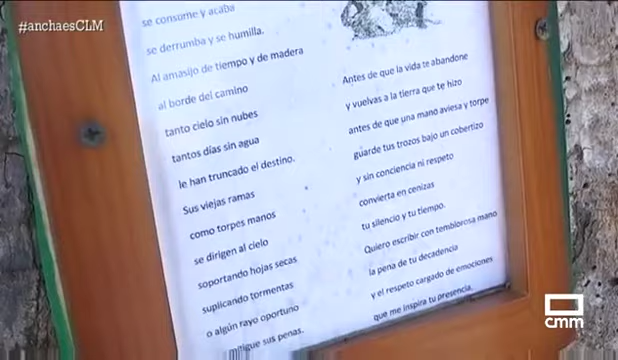 #anchaesCLM
se consume y acaba
se derrumba y se humilla.
Al amasijo de tiempo y de madera
al borde del camino
tanto cielo sin nubes
tantos días sin agua
le han truncado el destino.
Sus viejas ramas
como torpes manos
se dirigen al cielo
soportando hojas secas
suplicando tormentas
o algún rayo oportuno
sus penas.
Antes de que la vida te abandone
y vuelvas a la tierra que te hizo
antes de que una mano aviesa y torpe
guarde tus trozos bajo un cobertizo
y sin conciencia ni respeto
convierta en cenizas
tu silencio y tu tiempo.
Quiero escribir con temblorosa mano
la pena de tu decadencia
y el respeto cargado de emociones
que me inspira tu presencia.
cmm